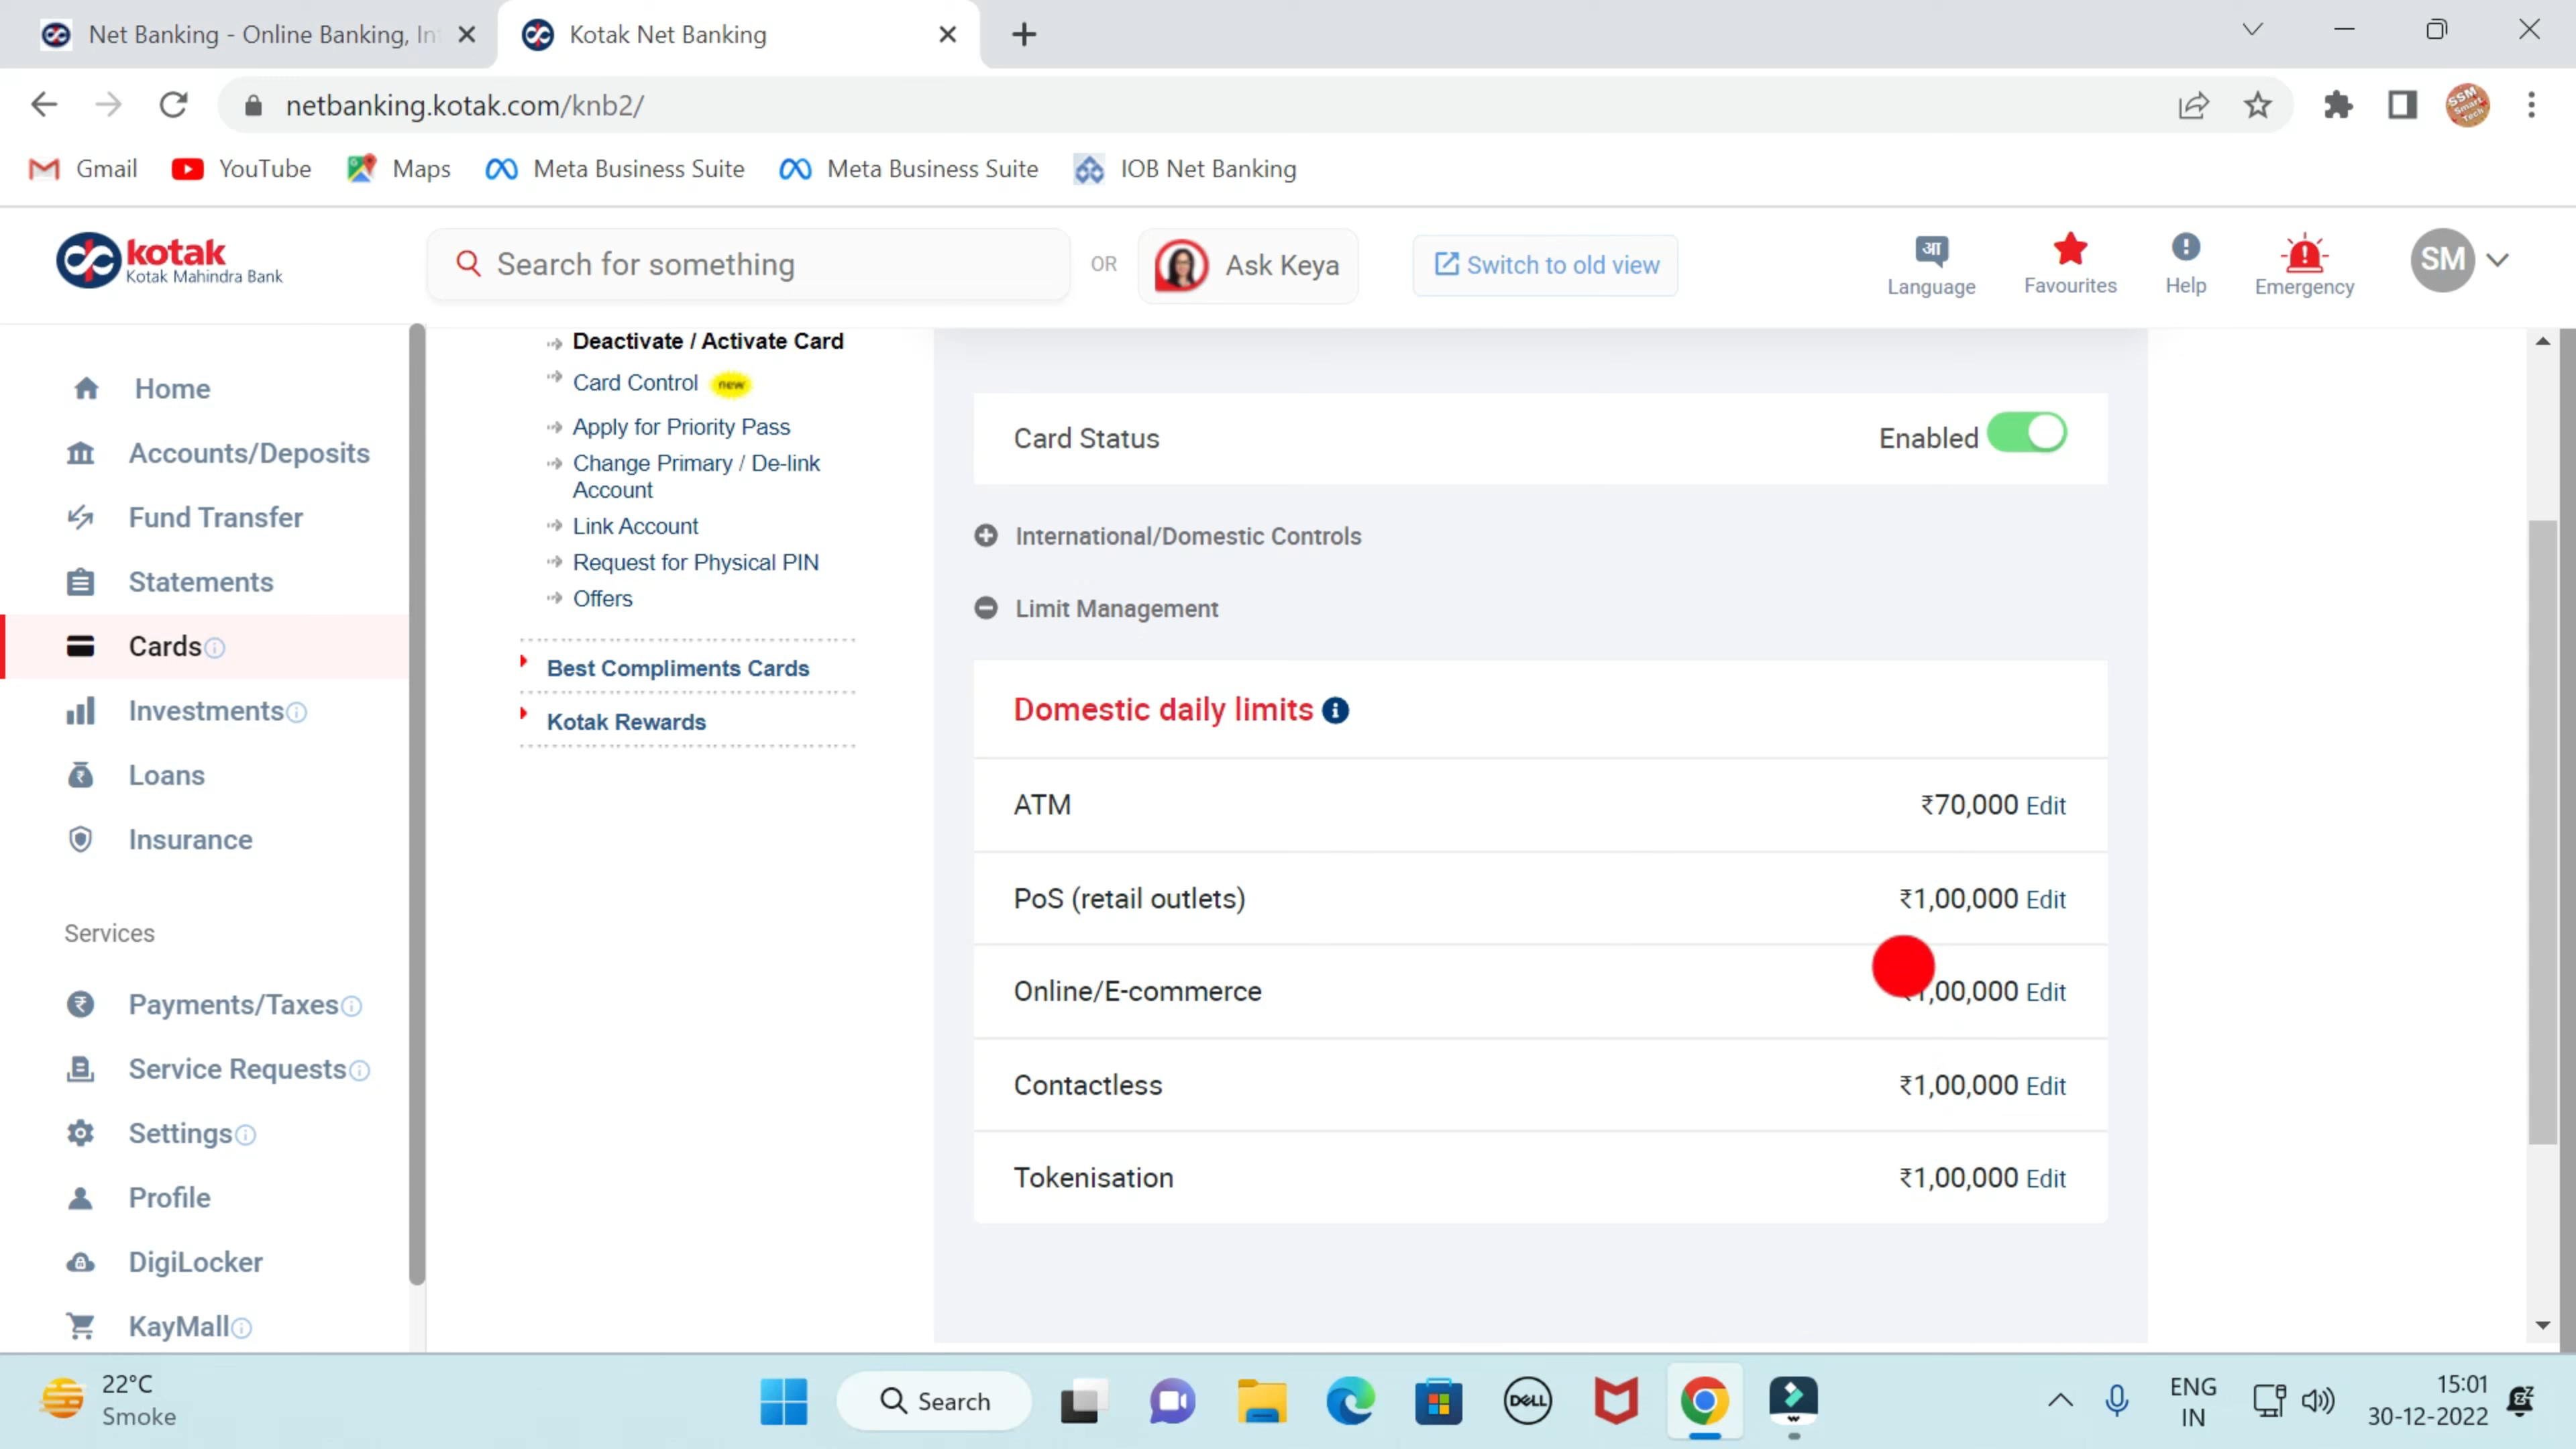 Net Banking - Online Banking, In
Kotak Net Banking
netbanking.kotak.com/knb2/
Gmail
YouTube
Maps
Meta Business Suite
Meta Business Suite
IOB Net Banking
kotak
Kotak Mahindra Bank
Search for something
OR
Ask Keya
Switch to old view
आ
Language
Favourites
Help
Emergency
SM
Home
Accounts/Deposits
Fund Transfer
Statements
Cards
Investments
Loans
Insurance
Services
Payments/Taxes
Service Requests
Settings
Profile
DigiLocker
KayMall
Deactivate / Activate Card
Card Control new
Apply for Priority Pass
Change Primary / De-link
Account
Link Account
Request for Physical PIN
Offers
Best Compliments Cards
Kotak Rewards
Card Status Enabled
International/Domestic Controls
Limit Management
Domestic daily limits
ATM ₹70,000 Edit
PoS (retail outlets) ₹1,00,000 Edit
Online/E-commerce ₹1,00,000 Edit
Contactless ₹1,00,000 Edit
Tokenisation ₹1,00,000 Edit
22°C
Smoke
Search
DELL
ENG
IN
15:01
30-12-2022
SSM
Smart
Tech